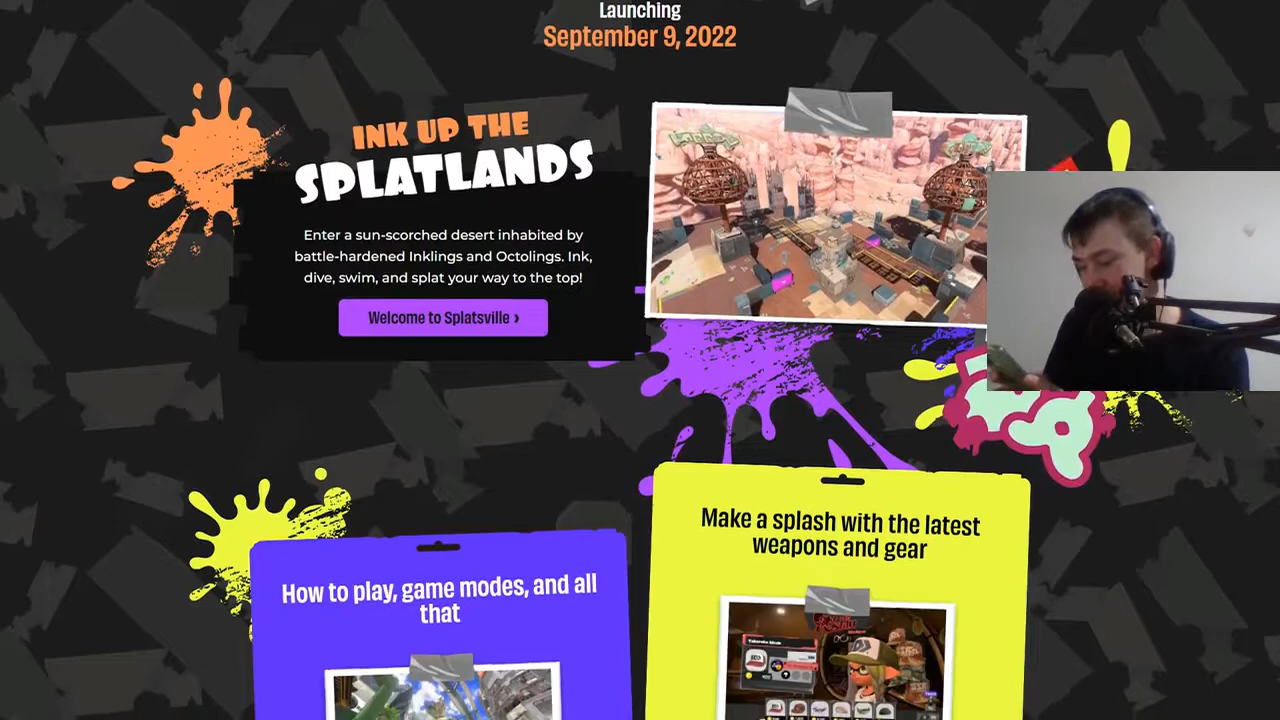 Launching
September 9, 2022
INK UP THE
SPLATLANDS
Enter a sun-scorched desert inhabited by
battle-hardened Inklings and Octolings. Ink,
dive, swim, and splat your way to the top!
Welcome to Splatsville ›
Make a splash with the latest
weapons and gear
How to play, game modes, and all
that